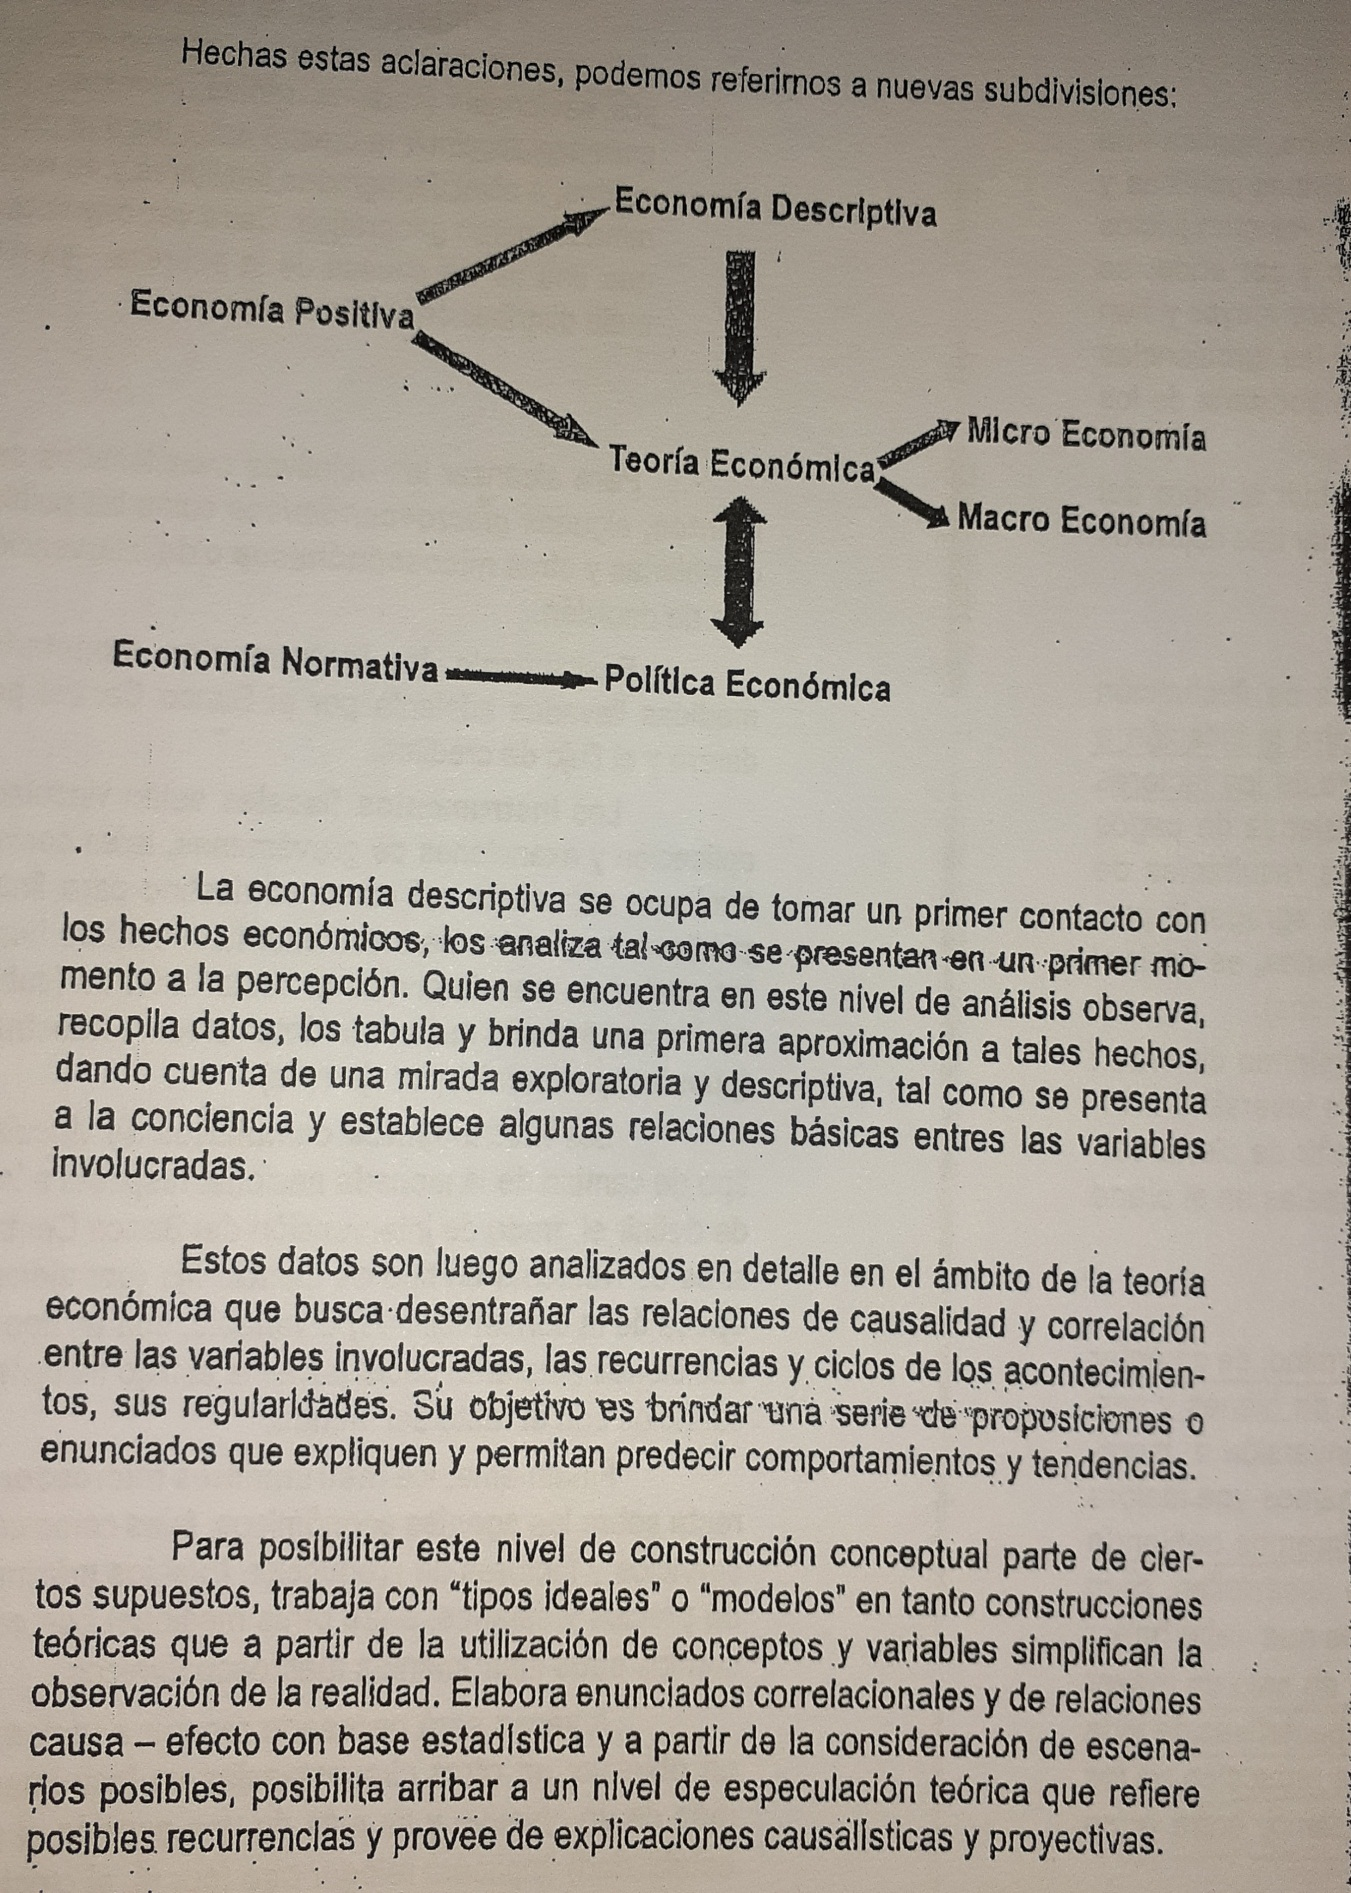 Hechas estas aclaraciones, podemos referirnos a nuevas subdivisiones:
Economía Descriptiva
Economía Positiva
Micro Economía
Teoría Económica
Macro Economía
Economía Normativa
Política Económica
La economía descriptiva se ocupa de tomar un primer contacto con
los hechos económicos, los analiza tal como se presentan en un primer mo-
mento a la percepción. Quien se encuentra en este nivel de análisis observa,
recopila datos, los tabula y brinda una primera aproximación a tales hechos,
dando cuenta de una mirada exploratoria y descriptiva, tal como se presenta
a la conciencia y establece algunas relaciones básicas entres las variables
involucradas.
Estos datos son luego analizados en detalle en el ámbito de la teoría
económica que busca desentrañar las relaciones de causalidad y correlación
entre las variables involucradas, las recurrencias y ciclos de los acontecimien-
tos, sus regularidades. Su objetivo es brindar una serie de proposiciones o
enunciados que expliquen y permitan predecir comportamientos y tendencias.
Para posibilitar este nivel de construcción conceptual parte de cier-
tos supuestos, trabaja con “tipos ideales” o “modelos” en tanto construcciones
teóricas que a partir de la utilización de conceptos y variables simplifican la
observación de la realidad. Elabora enunciados correlacionales y de relaciones
causa – efecto con base estadística y a partir de la consideración de escena-
rios posibles, posibilita arribar a un nivel de especulación teórica que refiere
posibles recurrencias y provee de explicaciones causalísticas y proyectivas.